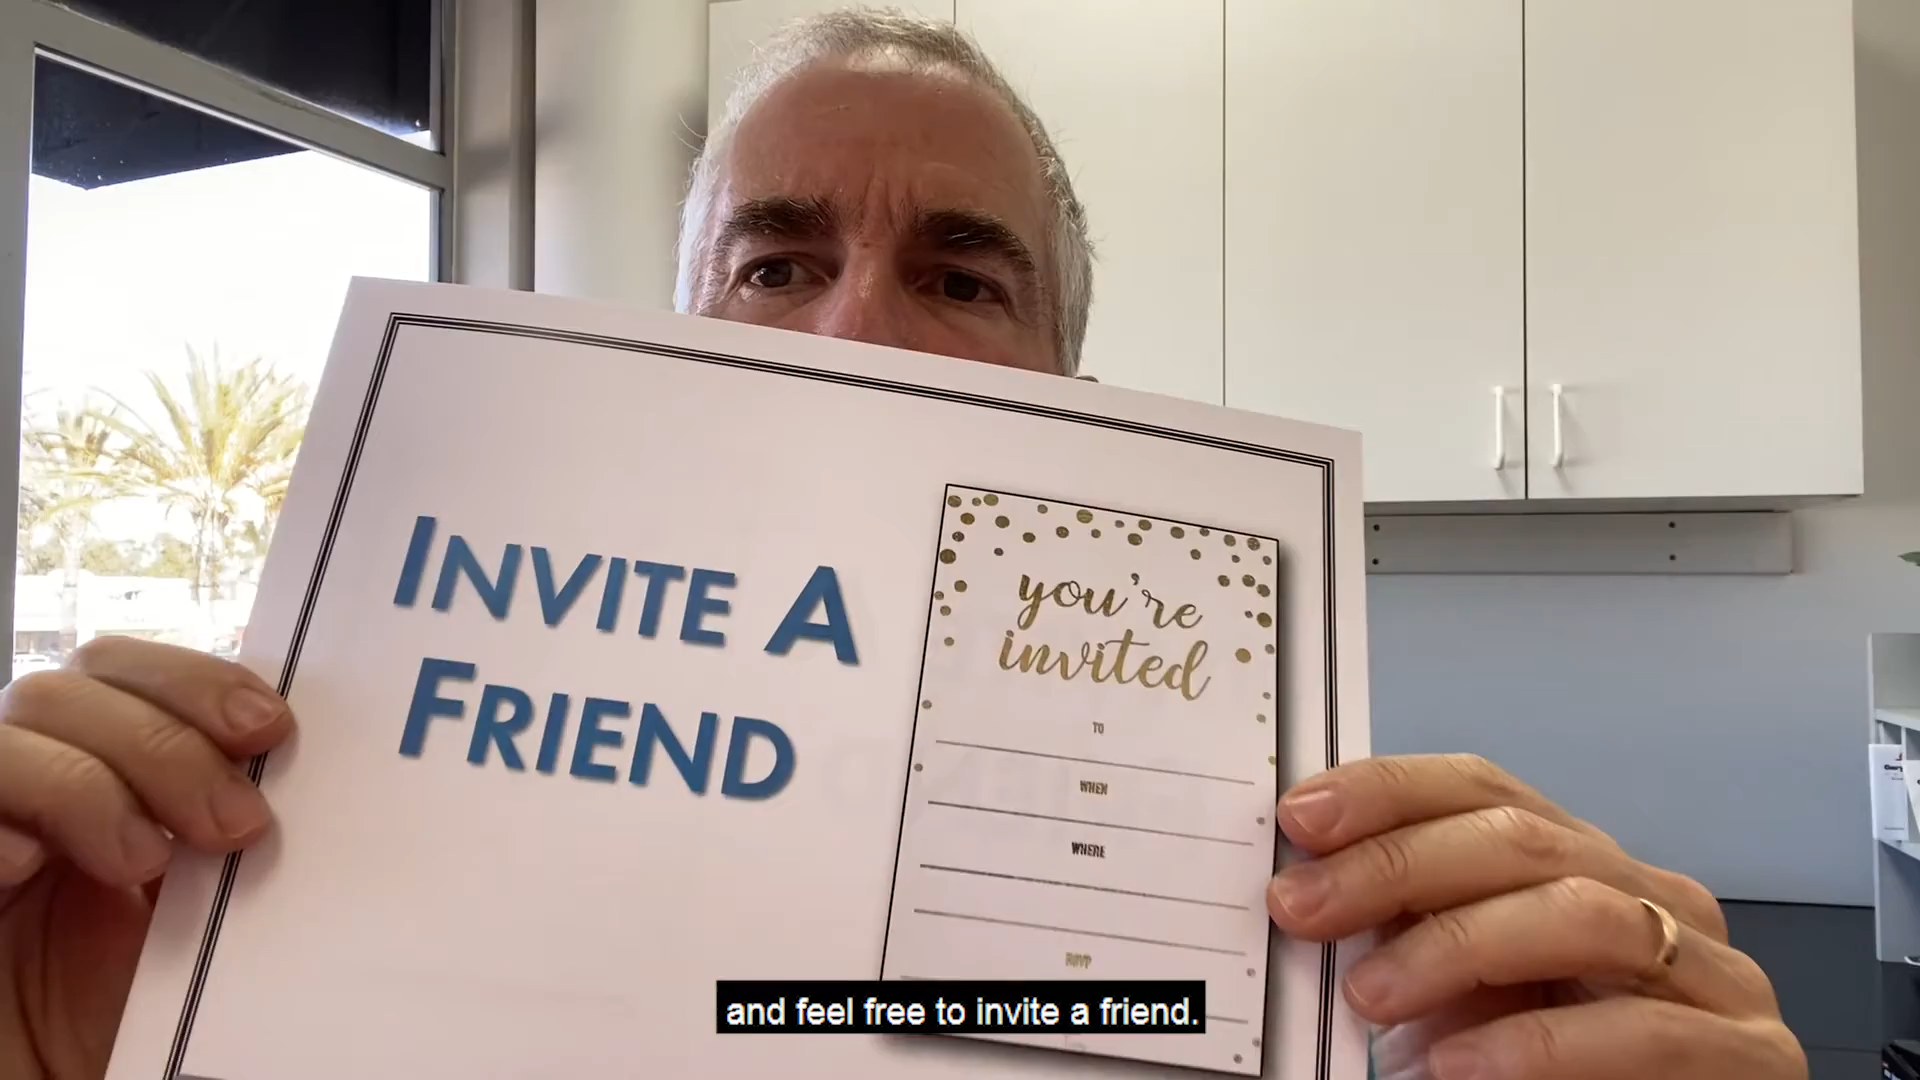 INVITE A
FRIEND
you're
invited
TO
WHEN
WHERE
RSVP
and feel free to invite a friend.